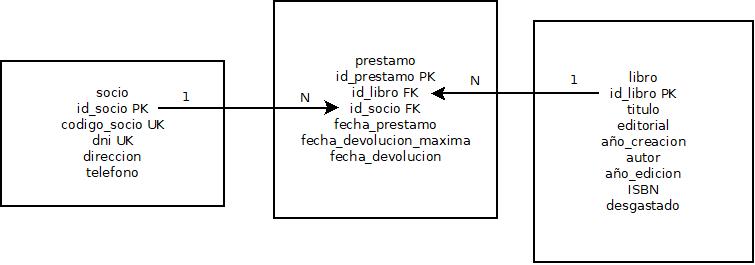 socio
id_socio PK
codigo_socio UK
dni UK
direccion
telefono
1
N
prestamo
id_prestamo PK
id_libro FK
id_socio FK
fecha_prestamo
fecha_devolucion_maxima
fecha_devolucion
N
1
libro
id_libro PK
titulo
editorial
año_creacion
autor
año_edicion
ISBN
desgastado